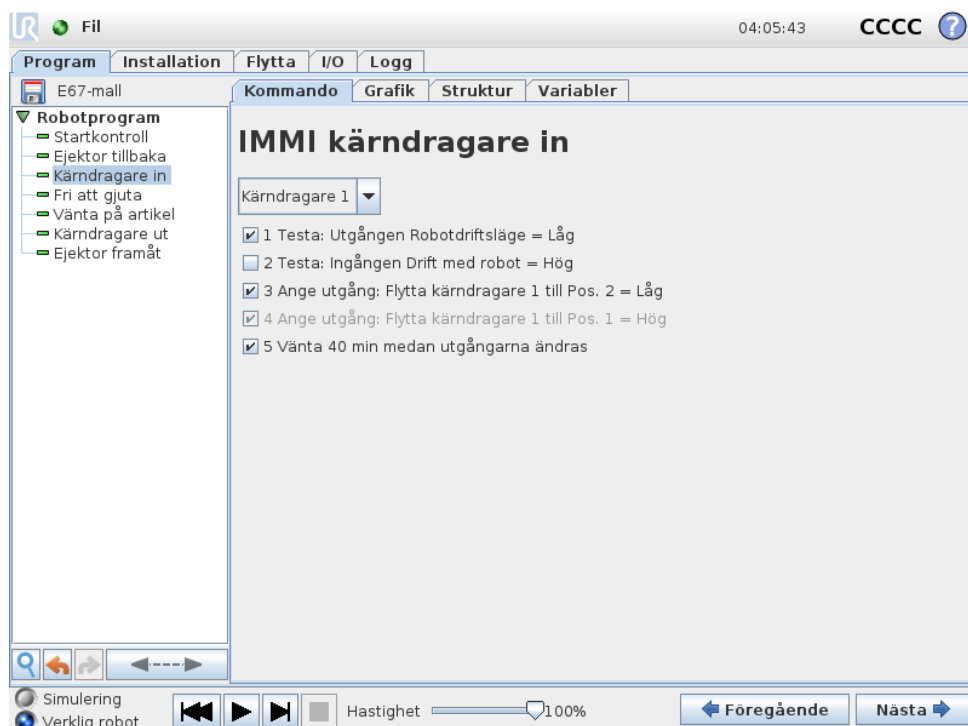 UR Fil 04:05:43 CCCC ?
Program Installation Flytta I/O Logg
E67-mall
Kommando Grafik Struktur Variabler
Robotprogram
Startkontroll
Ejektor tillbaka
Kärndragare in
Fri att gjuta
Vänta på artikel
Kärndragare ut
Ejektor framåt
IMMI kärndragare in
Kärndragare 1
1 Testa: Utgången Robotdriftsläge = Låg
2 Testa: Ingången Drift med robot = Hög
3 Ange utgång: Flytta kärndragare 1 till Pos. 2 = Låg
4 Ange utgång: Flytta kärndragare 1 till Pos. 1 = Hög
5 Vänta 40 min medan utgångarna ändras
Simulering
Verklig robot
Hastighet 100%
Föregående Nästa